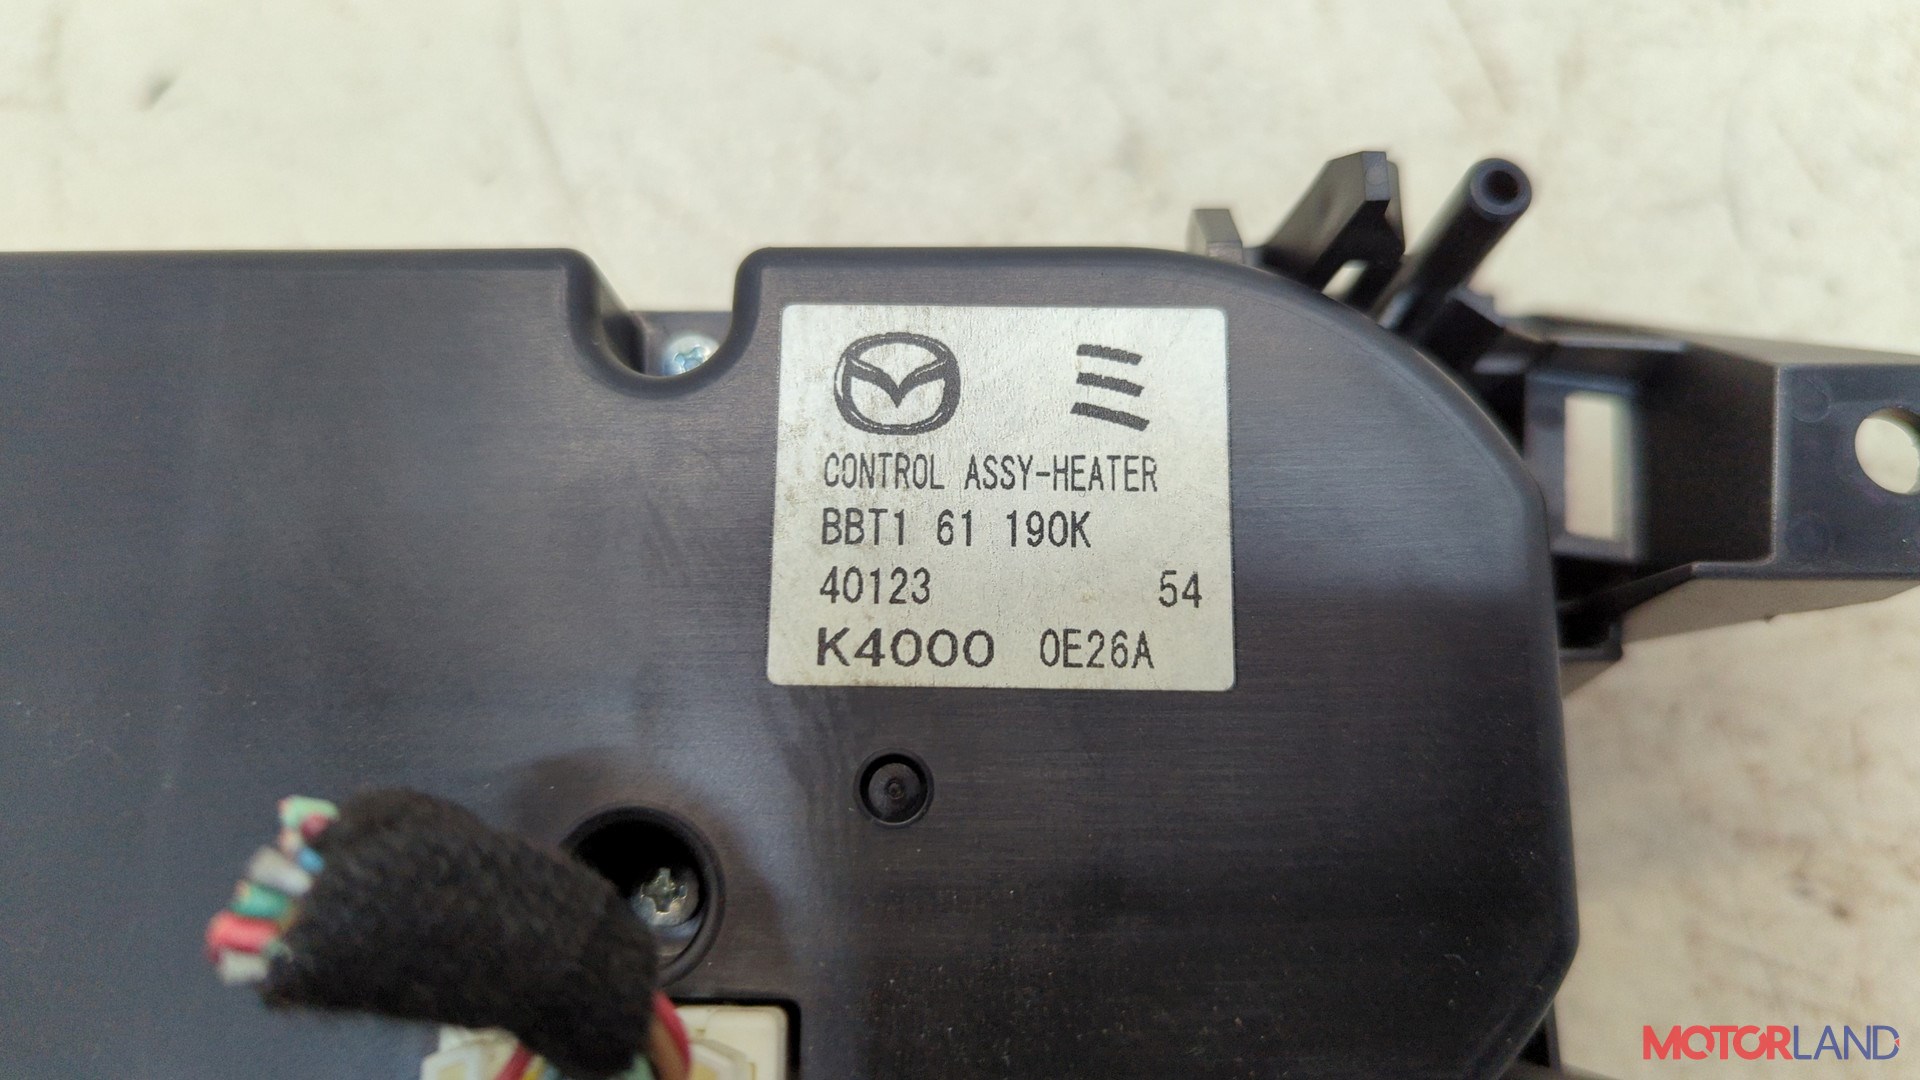 CONTROL ASSY-HEATER
BBT1 61 190K
40123 54
K4000 0E26A
MOTORLAND